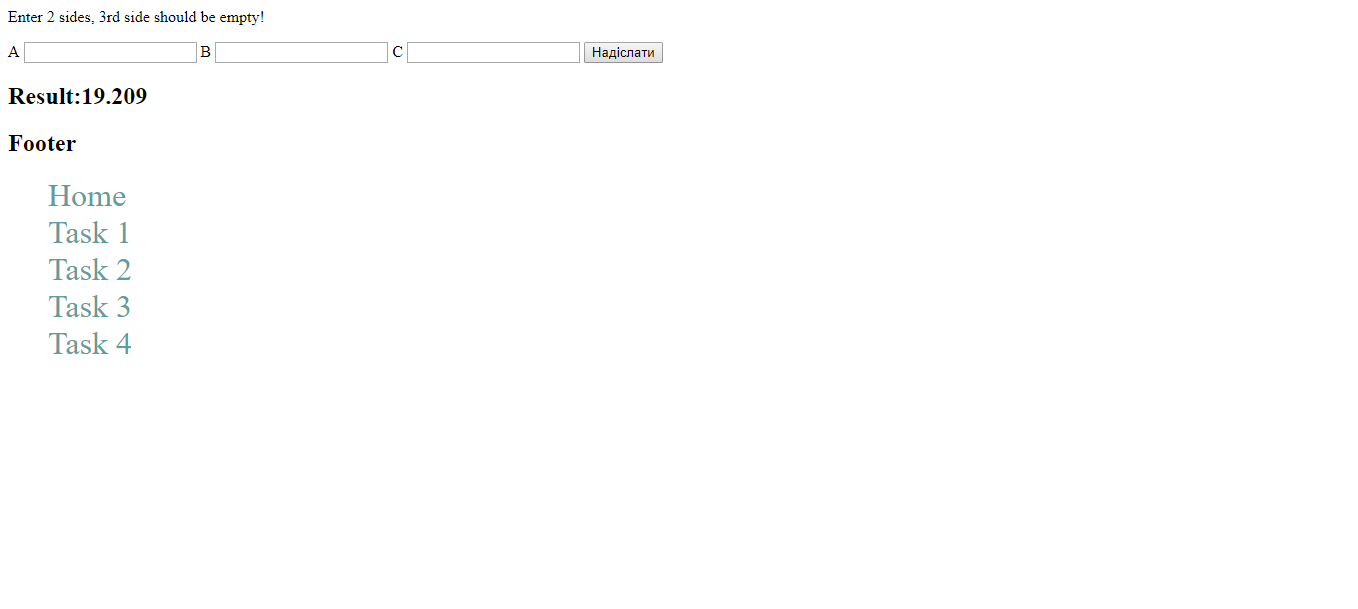 Enter 2 sides, 3rd side should be empty!
A B C Надіслати
Result:19.209
Footer
Home
Task 1
Task 2
Task 3
Task 4